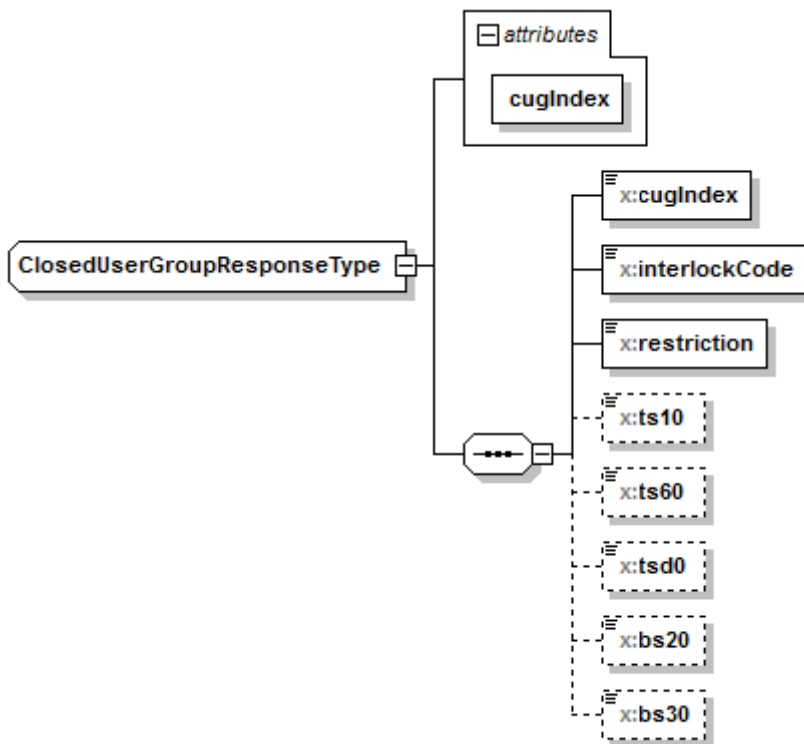 attributes
cugIndex
x:cugIndex
ClosedUserGroupResponseType
x:interlockCode
x:restriction
x:ts10
x:ts60
x:tsd0
x:bs20
x:bs30